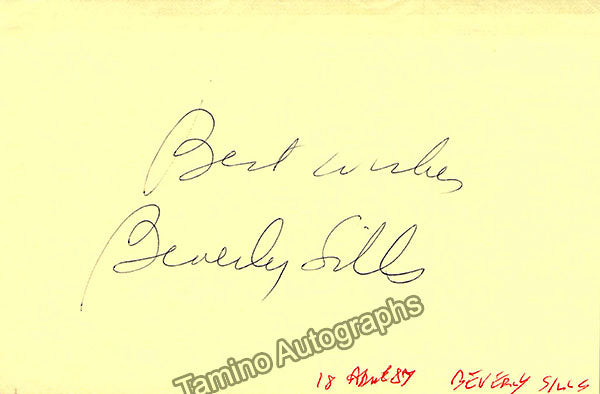 Best wishes
Beverly Sills
Tamino Autographs
18 April 87 BEVERLY SILLS